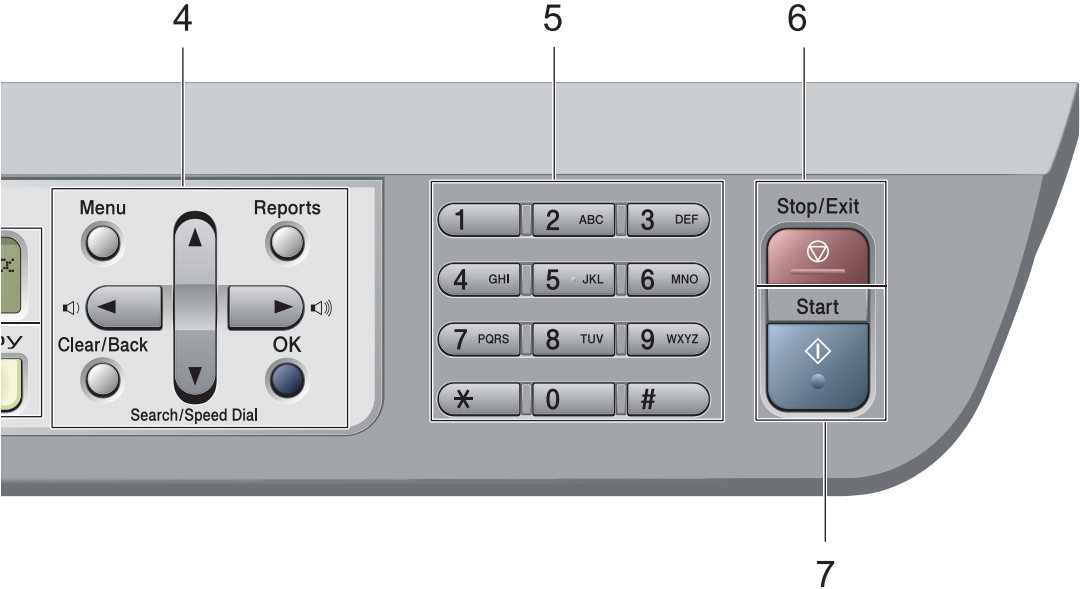 4 5 6
Menu Reports Stop/Exit
1 2 ABC 3 DEF
4 GHI 5 JKL 6 MNO
Start
Clear/Back OK
7 PQRS 8 TUV 9 WXYZ
* 0 #
Search/Speed Dial
7